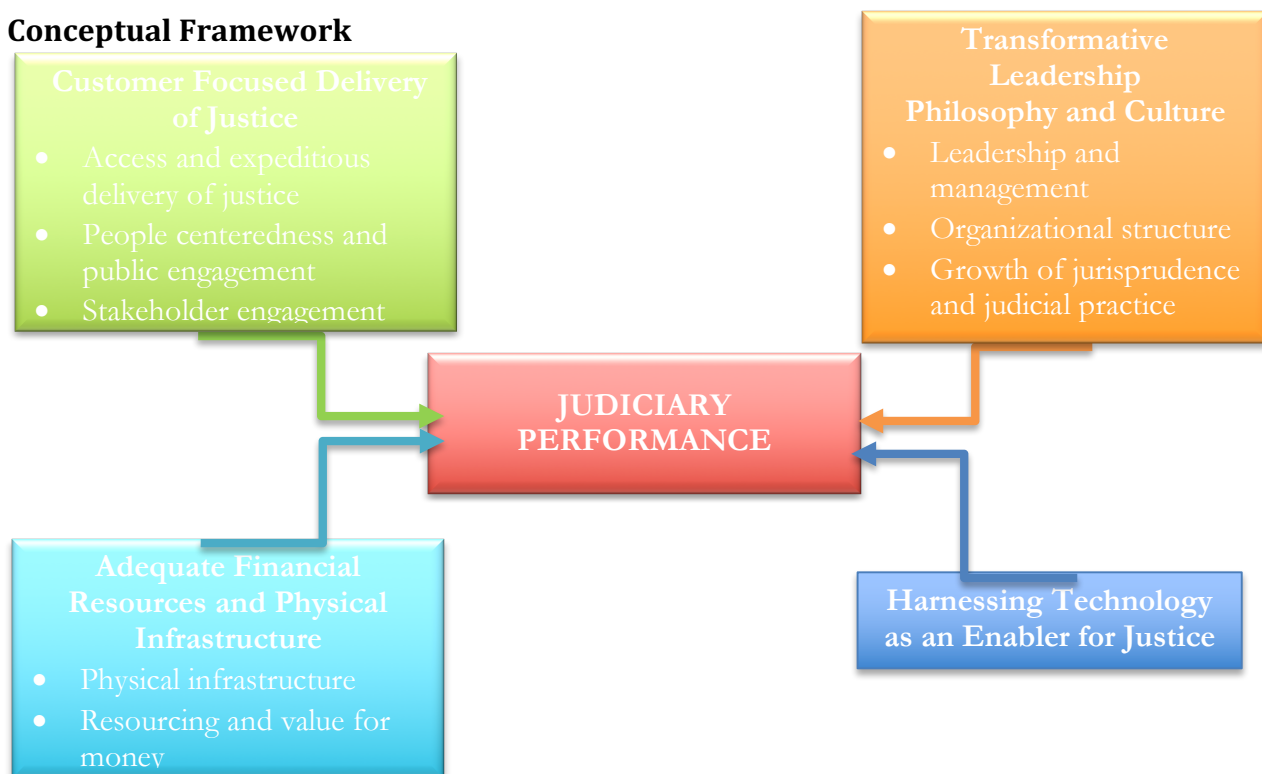 Conceptual Framework
Customer Focused Delivery
of Justice
• Access and expeditious
delivery of justice
• People centeredness and
public engagement
• Stakeholder engagement
Transformative
Leadership
Philosophy and Culture
• Leadership and
management
• Organizational structure
• Growth of jurisprudence
and judicial practice
JUDICIARY
PERFORMANCE
Adequate Financial
Resources and Physical
Infrastructure
• Physical infrastructure
• Resourcing and value for
money
Harnessing Technology
as an Enabler for Justice